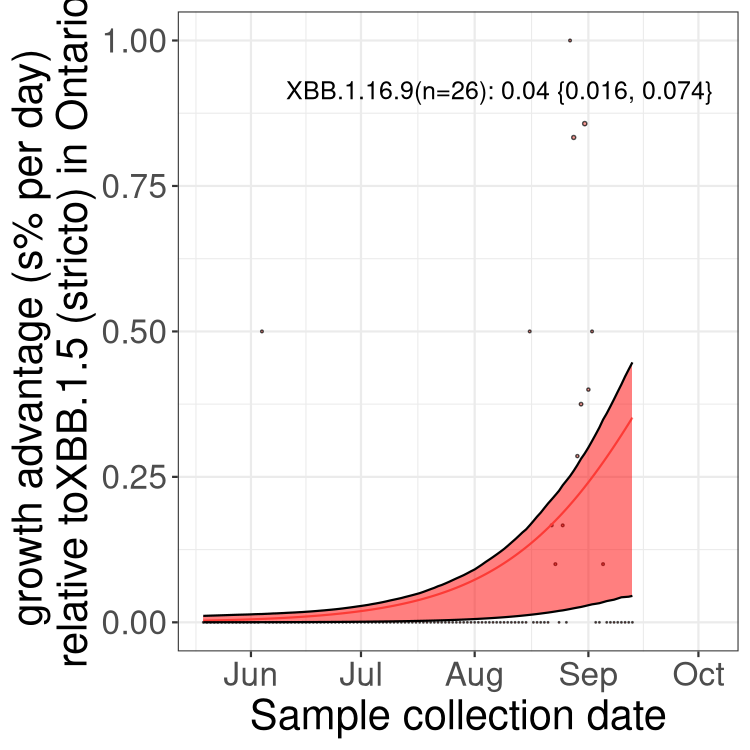 growth advantage (s% per day)
relative toXBB.1.5 (stricto) in Ontario
1.00
0.75
0.50
0.25
0.00
XBB.1.16.9(n=26): 0.04 {0.016, 0.074}
Jun Jul Aug Sep Oct
Sample collection date